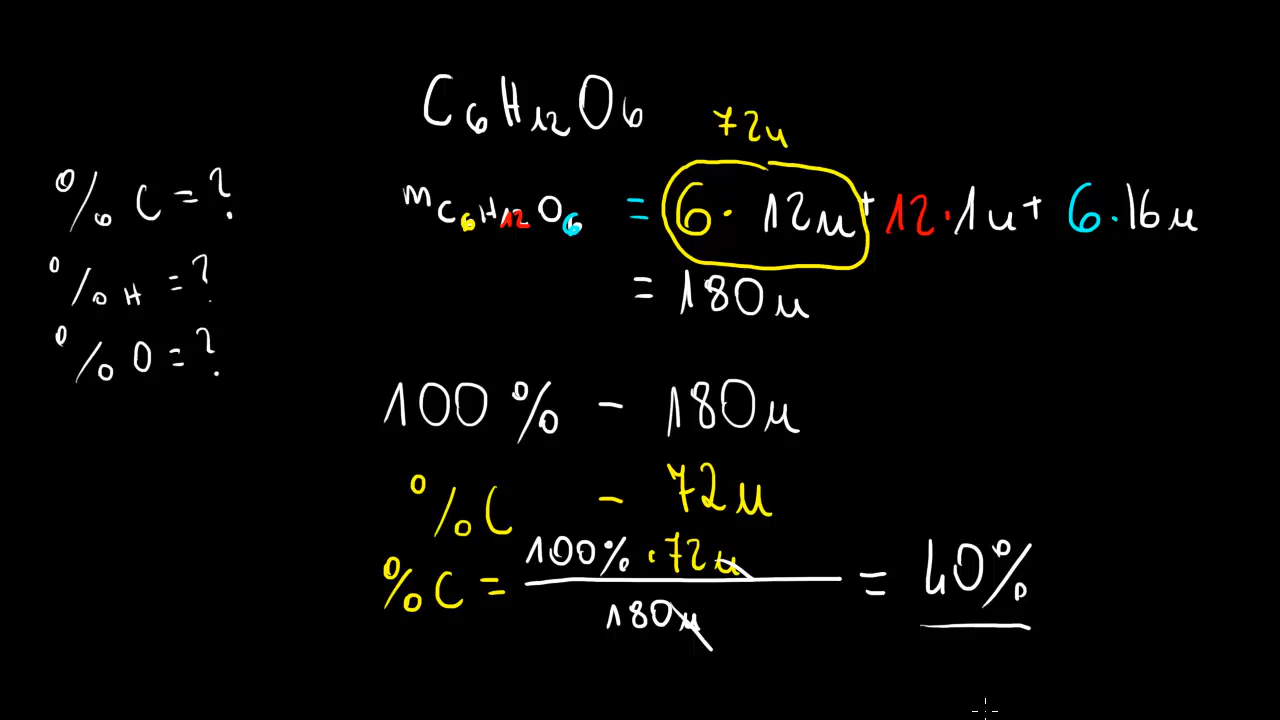 C₆H₁₂O₆
72u
% C = ?
% H = ?
% O = ?
mC₆H₁₂O₆ = 6 · 12u + 12 · 1u + 6 · 16u
= 180u
100% - 180u
%C - 72u
%C = 100% · 72u / 180u = 40%